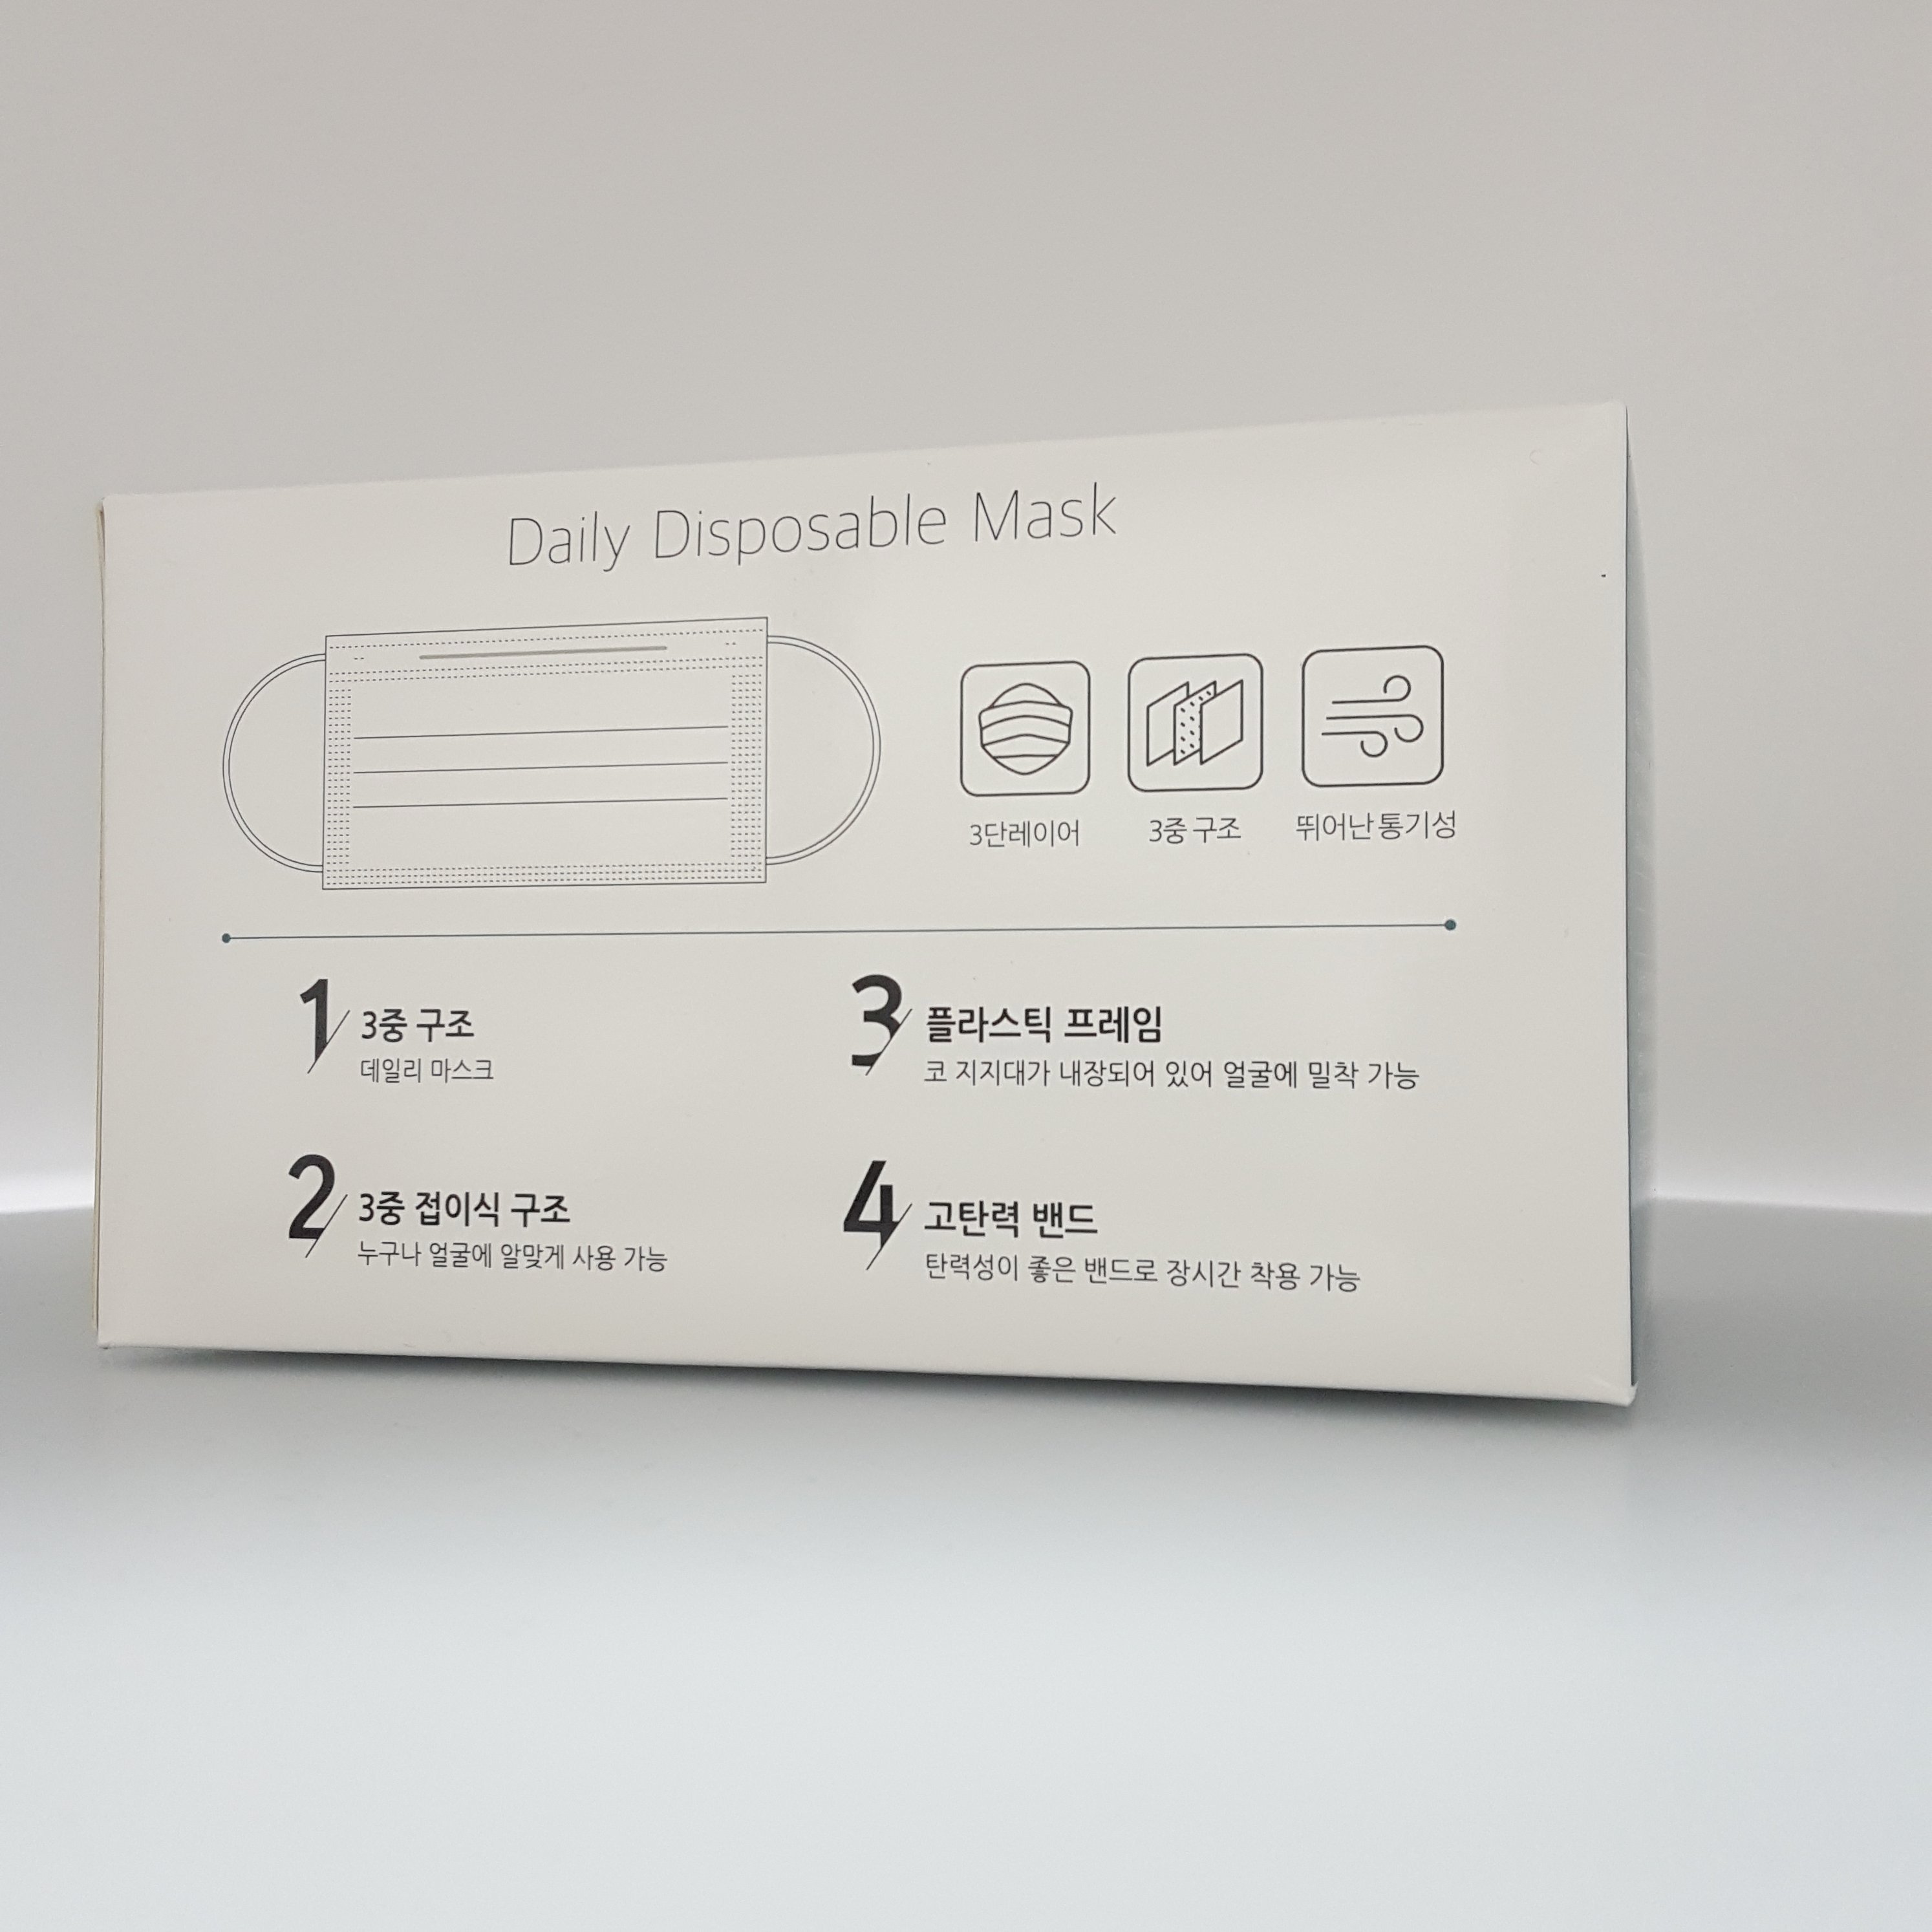 Daily Disposable Mask
3단레이어
3중 구조
뛰어난 통기성
1
3중 구조
데일리 마스크
2
3중 접이식 구조
누구나 얼굴에 알맞게 사용 가능
3
플라스틱 프레임
코 지지대가 내장되어 있어 얼굴에 밀착 가능
4
고탄력 밴드
탄력성이 좋은 밴드로 장시간 착용 가능